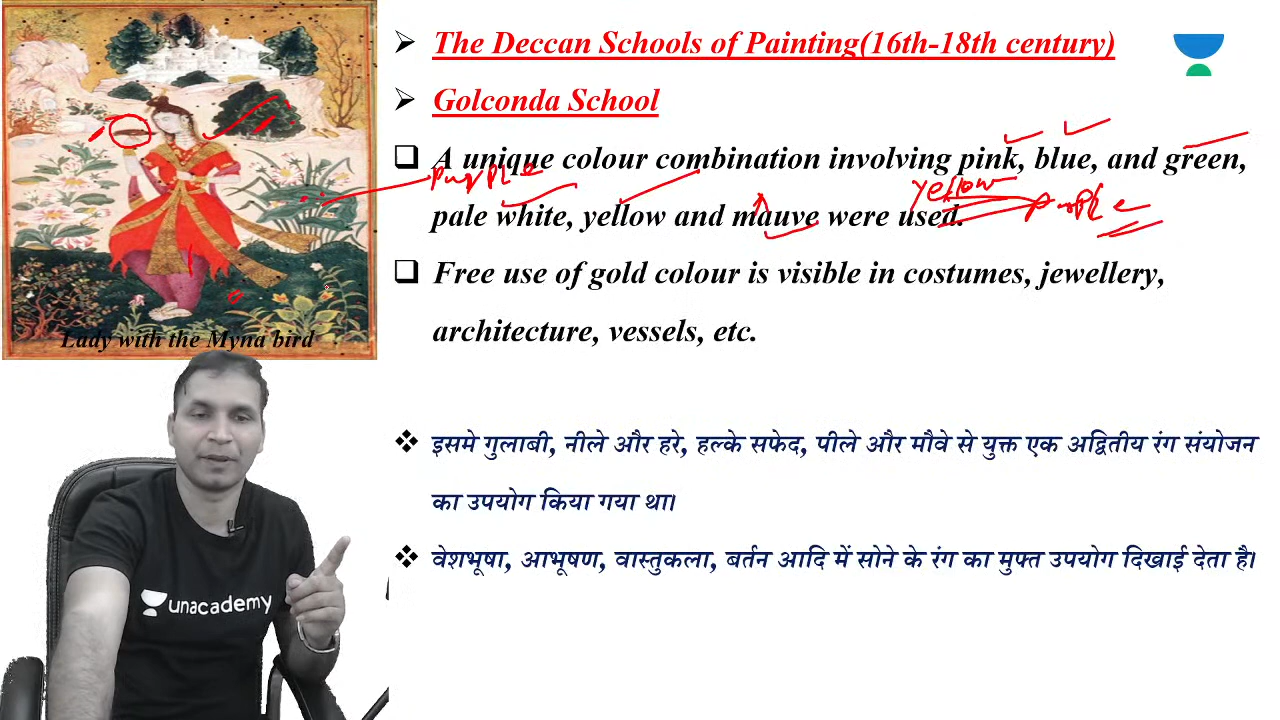 The Deccan Schools of Painting(16th-18th century)
Golconda School
A unique colour combination involving pink, blue, and green,
purple
yellow
purple
pale white, yellow and mauve were used.
Free use of gold colour is visible in costumes, jewellery,
architecture, vessels, etc.
Lady with the Myna bird
इसमे गुलाबी, नीले और हरे, हल्के सफेद, पीले और मौवे से युक्त एक अद्वितीय रंग संयोजन
का उपयोग किया गया था।
वेशभूषा, आभूषण, वास्तुकला, बर्तन आदि में सोने के रंग का मुफ्त उपयोग दिखाई देता है।
unacademy